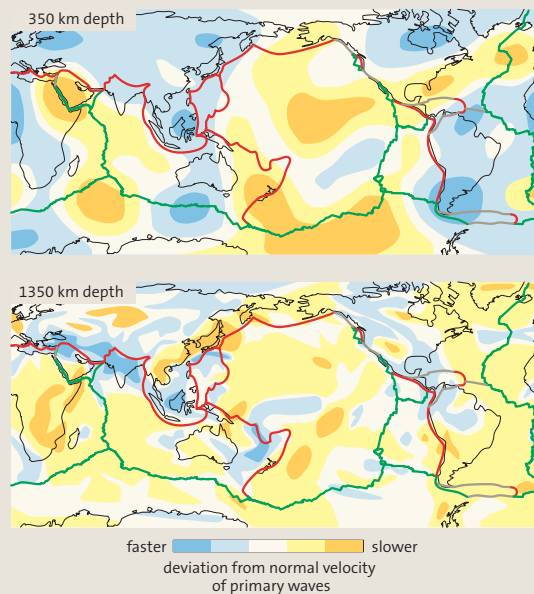 350 km depth
1350 km depth
faster slower
deviation from normal velocity
of primary waves